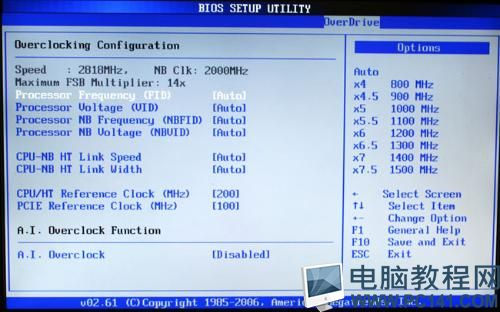 BIOS SETUP UTILITY
OverDrive
Overclocking Configuration
Speed : 2818MHz, NB Clk: 2000MHz
Maximum FSB Multiplier: 14x
Processor Frequency (FID) [Auto]
Processor Voltage (VID) [Auto]
Processor NB Frequency (NBFID) [Auto]
Processor NB Voltage (NBVID) [Auto]
CPU-NB HT Link Speed [Auto]
CPU-NB HT Link Width [Auto]
CPU/HT Reference Clock (MHz) [200]
PCIE Reference Clock (MHz) [100]
A.I. Overclock Function
A.I. Overclock [Disabled]
Options
Auto
x4 800 MHz
x4.5 900 MHz
x5 1000 MHz
x5.5 1100 MHz
x6 1200 MHz
x6.5 1300 MHz
x7 1400 MHz
x7.5 1500 MHz
← Select Screen
↑↓ Select Item
+- Change Option
F1 General Help
F10 Save and Exit
ESC Exit
v02.61 (C)Copyright 1985-2006, American Megatrends, Inc.
电脑教程网